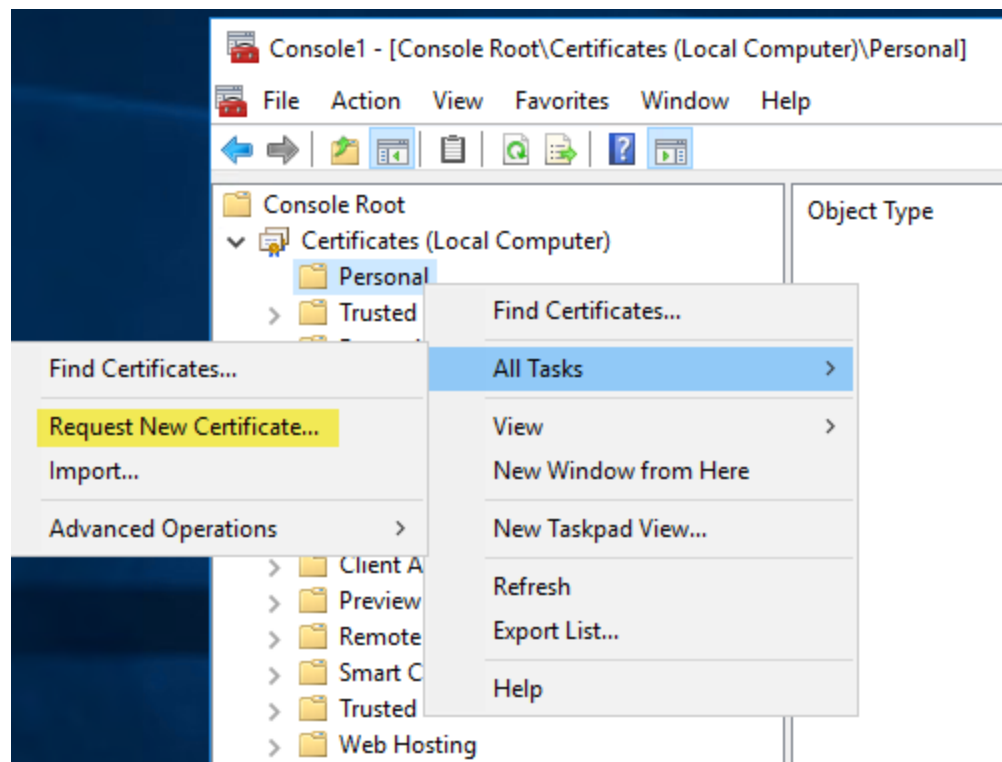 Console1 - [Console Root\Certificates (Local Computer)\Personal]
File Action View Favorites Window Help
Console Root
Object Type
Certificates (Local Computer)
Personal
Trusted
Find Certificates...
All Tasks
View
New Window from Here
New Taskpad View...
Refresh
Export List...
Help
Find Certificates...
Request New Certificate...
Import...
Advanced Operations
Client A
Preview
Remote
Smart C
Trusted
Web Hosting